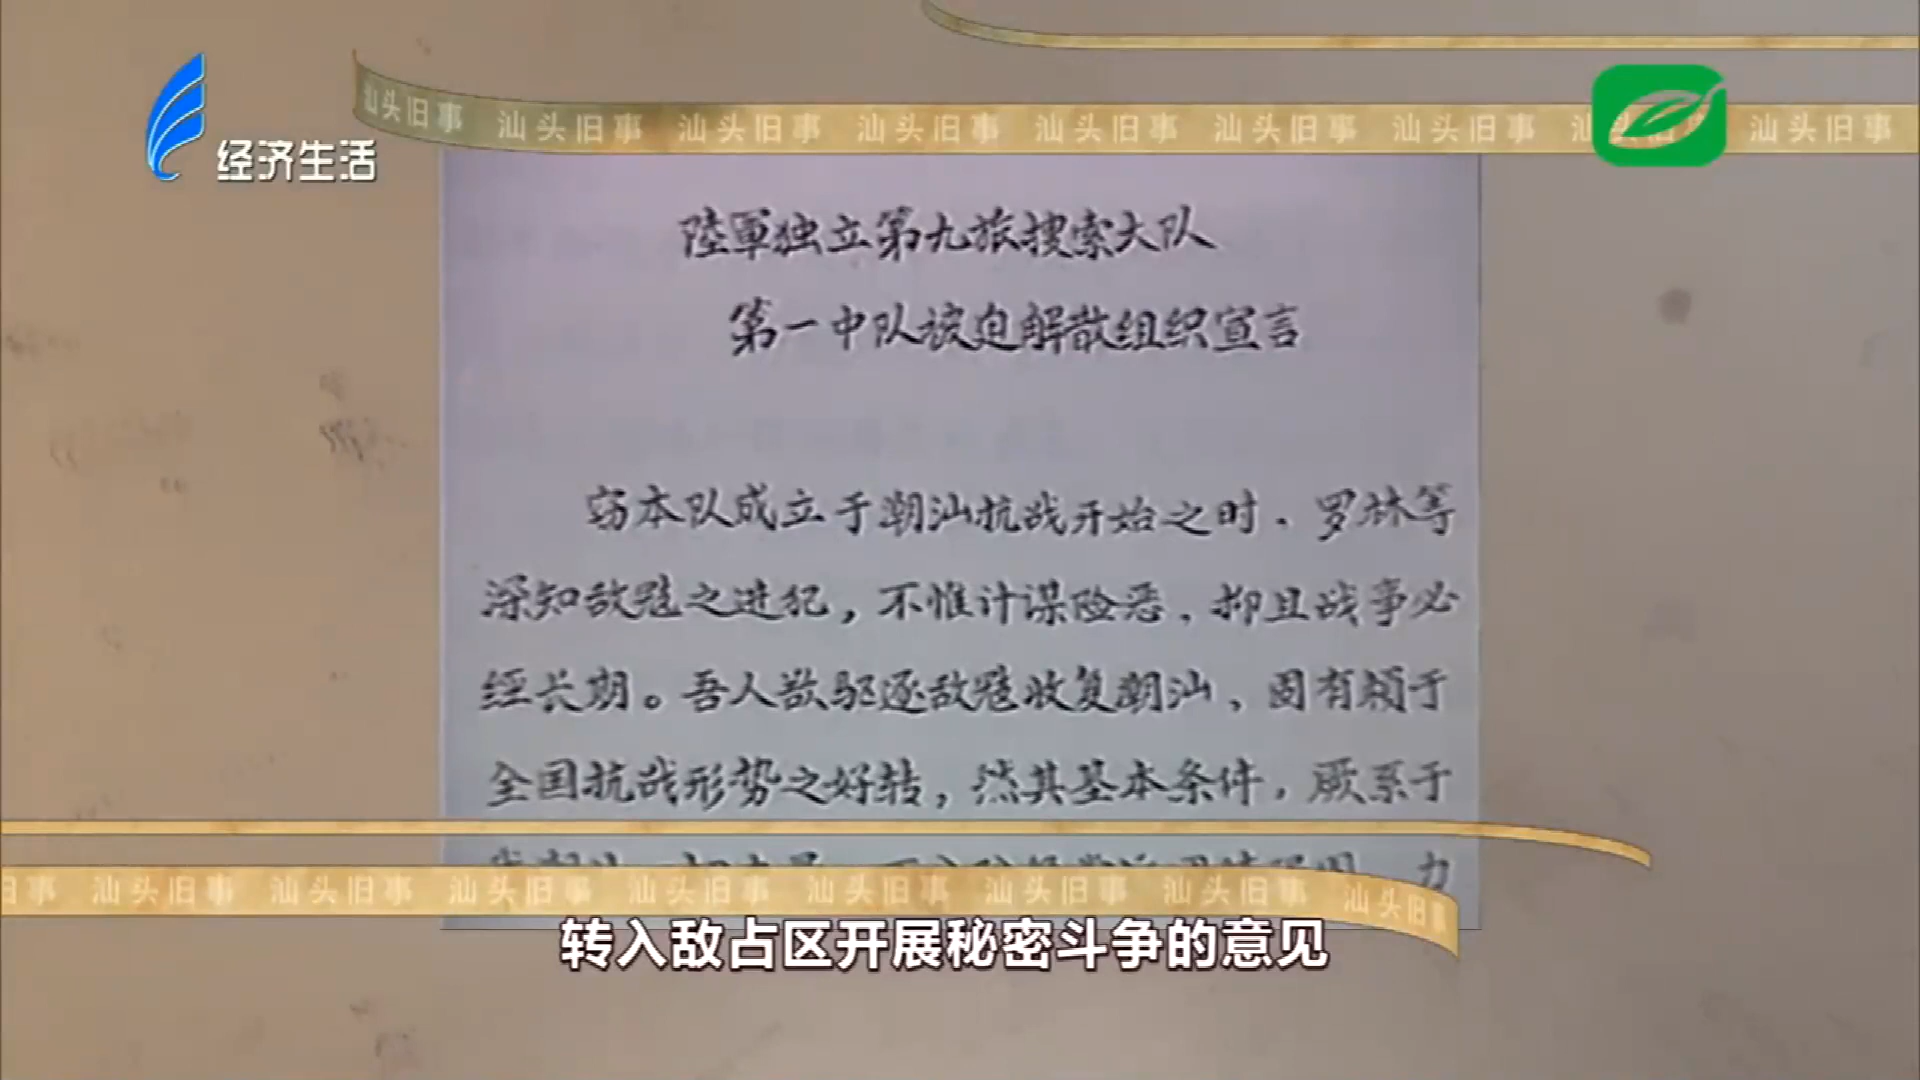 汕头旧事 汕头旧事 汕头旧事 汕头旧事 汕头旧事 汕头旧事 汕头旧事 汕头旧事 汕头旧事
经济生活
陸軍独立第九旅搜索大队
第一中队被迫解散组织宣言
窃本队成立于潮汕抗战开始之时．罗林等
深知敌寇之进犯，不惟计谋险恶．抑且战事必
经长期。吾人欲驱逐敌寇收复潮汕，固有赖于
全国抗战形势之好转，然其基本条件，厥系于
力
旧事 汕头旧事 汕头旧事 汕头旧事 汕头旧事 汕头旧事 汕头旧事 汕头旧事 汕头旧事
转入敌占区开展秘密斗争的意见